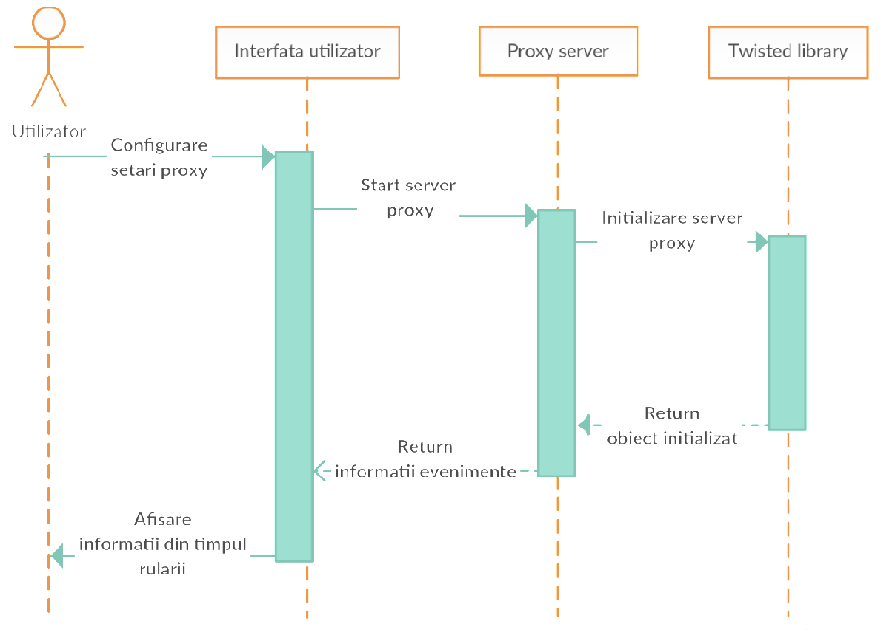 Interfata utilizator
Proxy server
Twisted library
Utilizator
Configurare
setari proxy
Start server
proxy
Initializare server
proxy
Return
obiect initializat
Return
informatii evenimente
Afisare
informatii din timpul
rularii